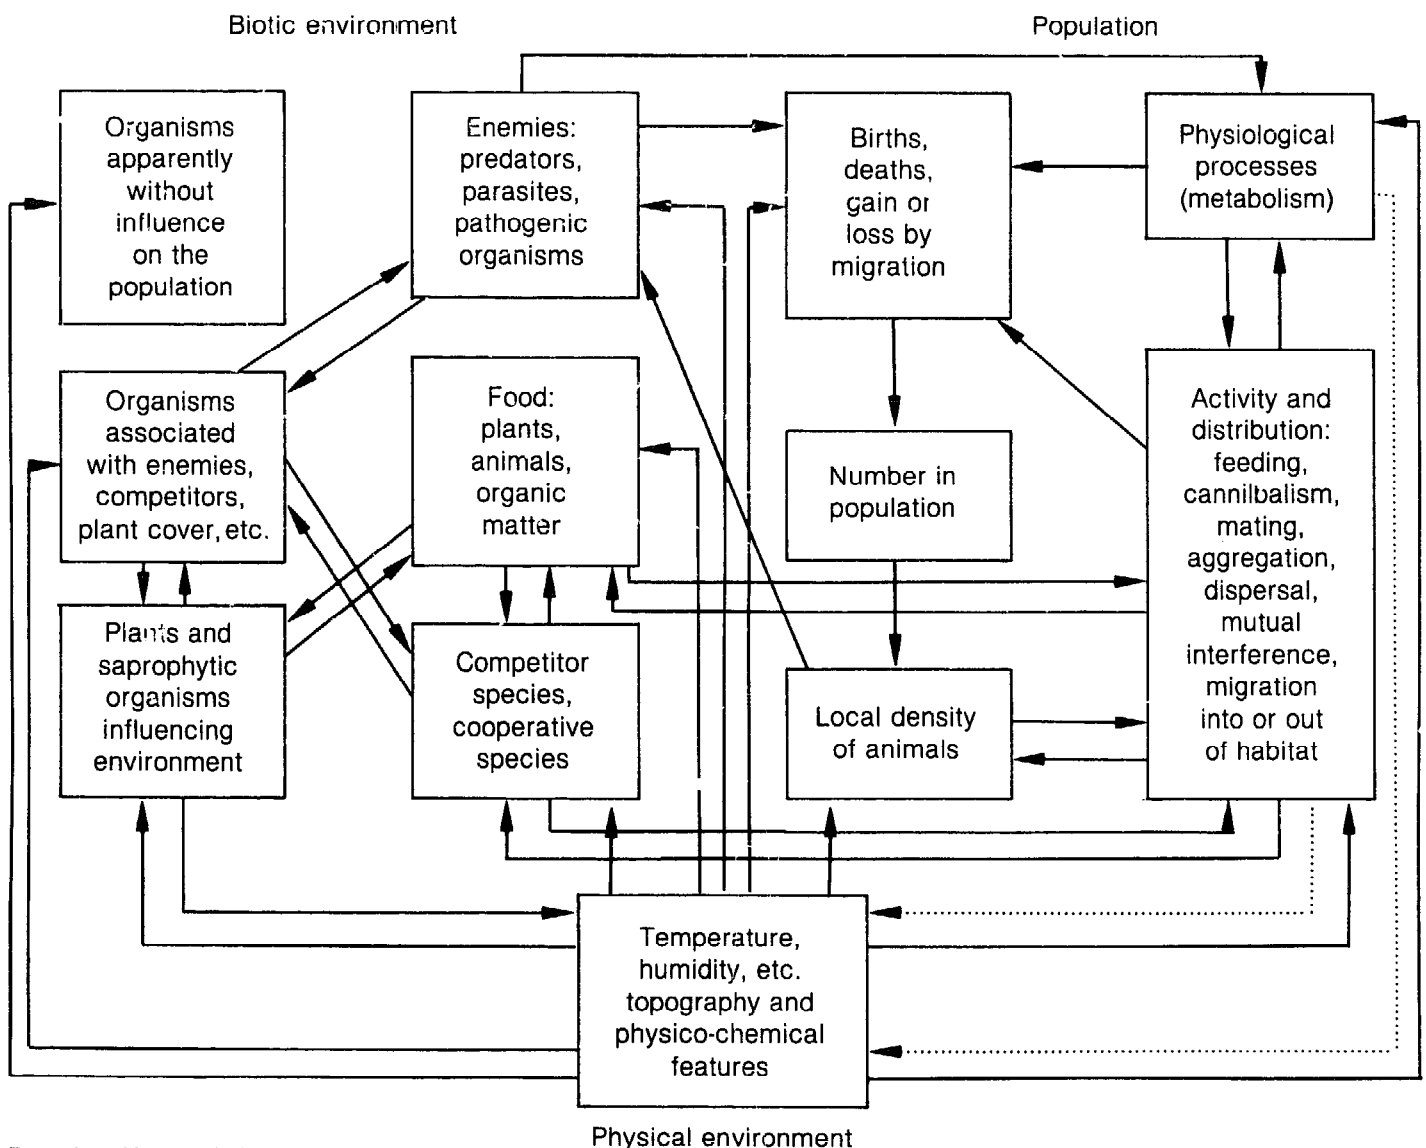 Biotic environment
Population
Organisms
apparently
without
influence
on the
population
Enemies:
predators,
parasites,
pathogenic
organisms
Births,
deaths,
gain or
loss by
migration
Physiological
processes
(metabolism)
Organisms
associated
with enemies,
competitors,
plant cover, etc.
Food:
plants,
animals,
organic
matter
Number in
population
Activity and
distribution:
feeding,
cannilbalism,
mating,
aggregation,
dispersal,
mutual
interference,
migration
into or out
of habitat
Plants and
saprophytic
organisms
influencing
environment
Competitor
species,
cooperative
species
Local density
of animals
Temperature,
humidity, etc.
topography and
physico-chemical
features
Physical environment